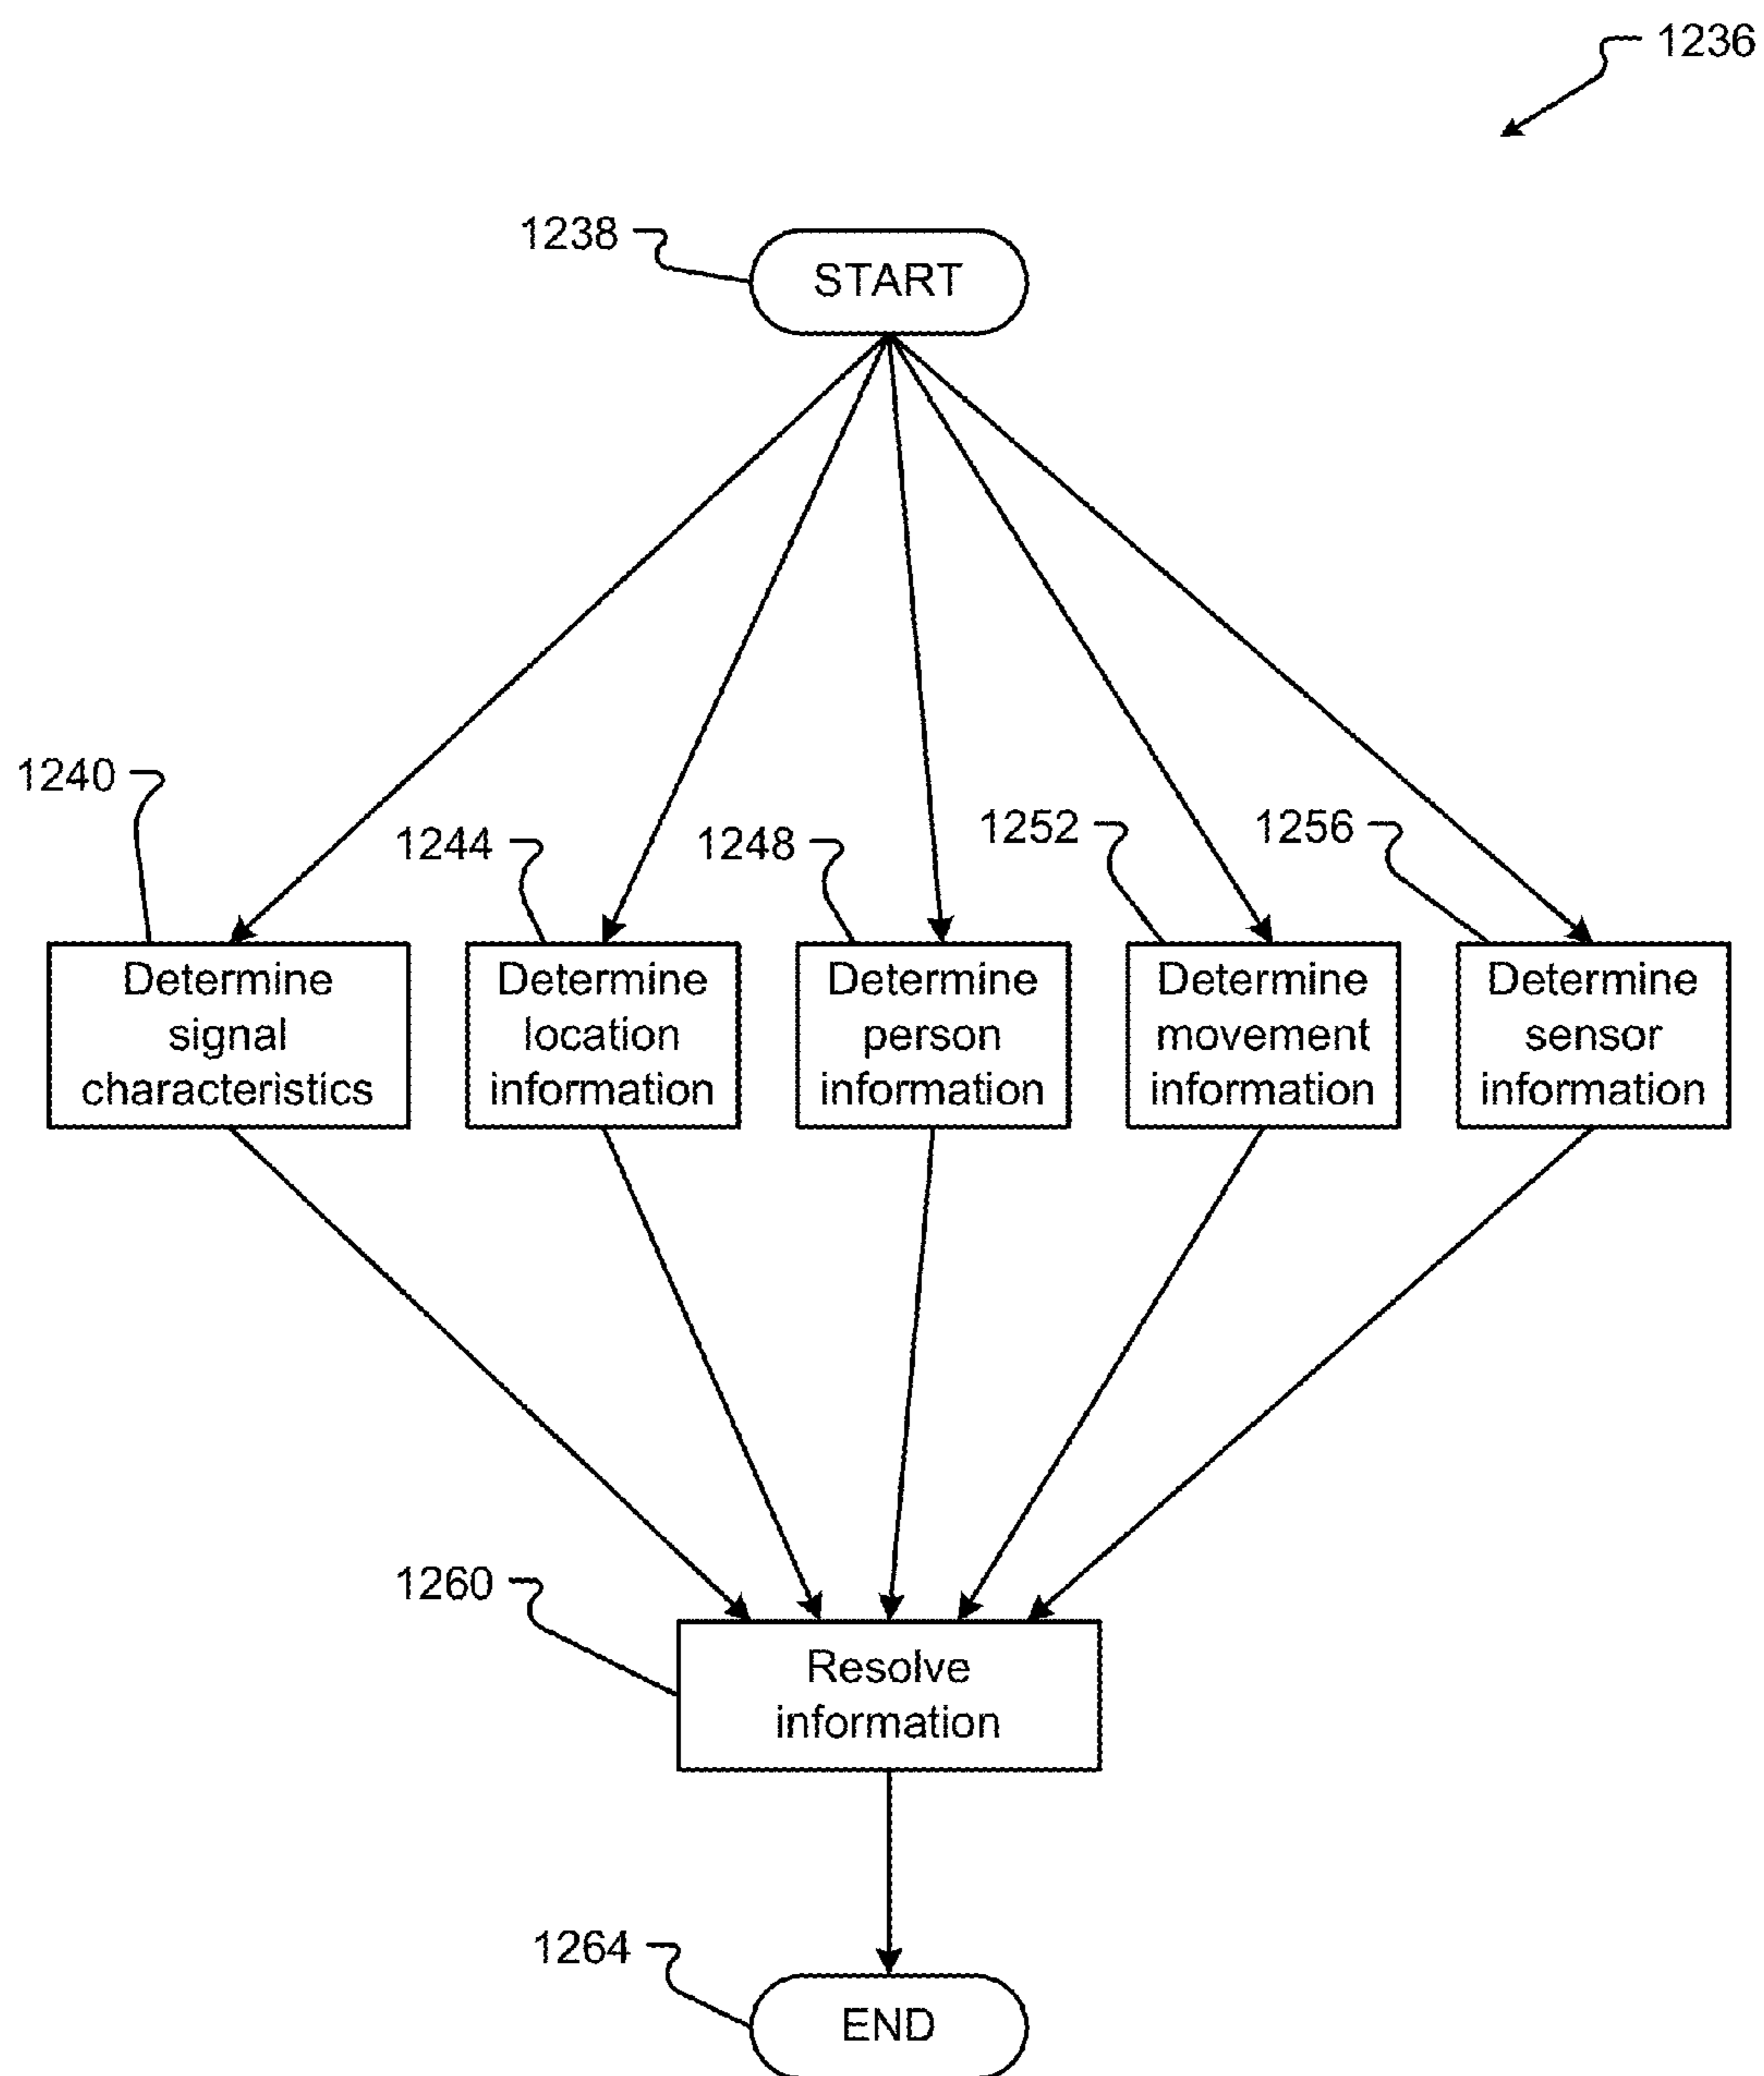 1236
1238
START
1240
1244
1248
1252
1256
Determine
signal
characteristics
Determine
location
information
Determine
person
information
Determine
movement
information
Determine
sensor
information
1260
Resolve
information
1264
END